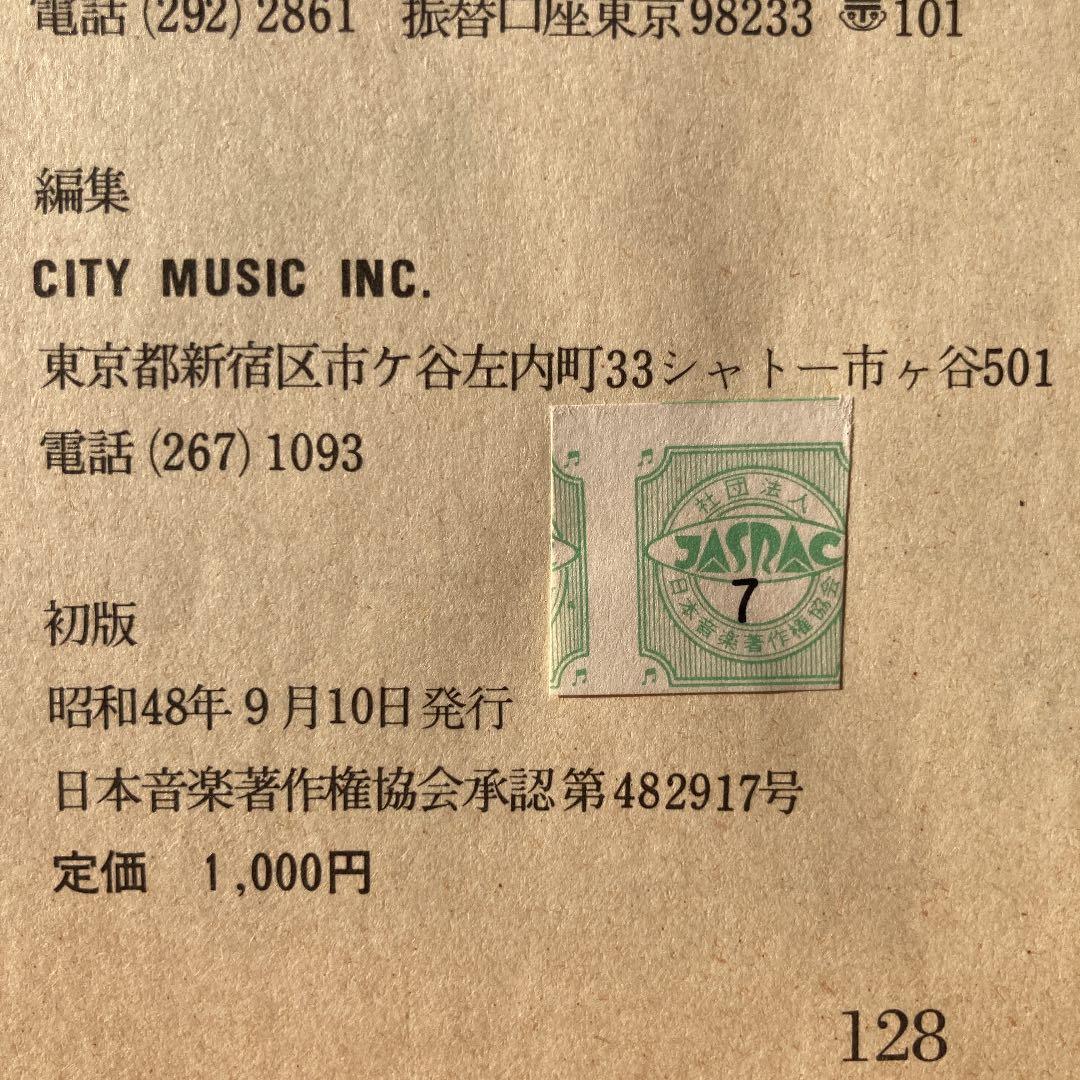 電話(292)2861 振替口座東京98233 〠101
編集
CITY MUSIC INC.
東京都新宿区市ケ谷左内町33シャトー市ヶ谷501
電話(267)1093
社団法人
JASRAC
7
日本音楽著作権協会
初版
昭和48年9月10日発行
日本音楽著作権協会承認第482917号
定価 1,000円
128